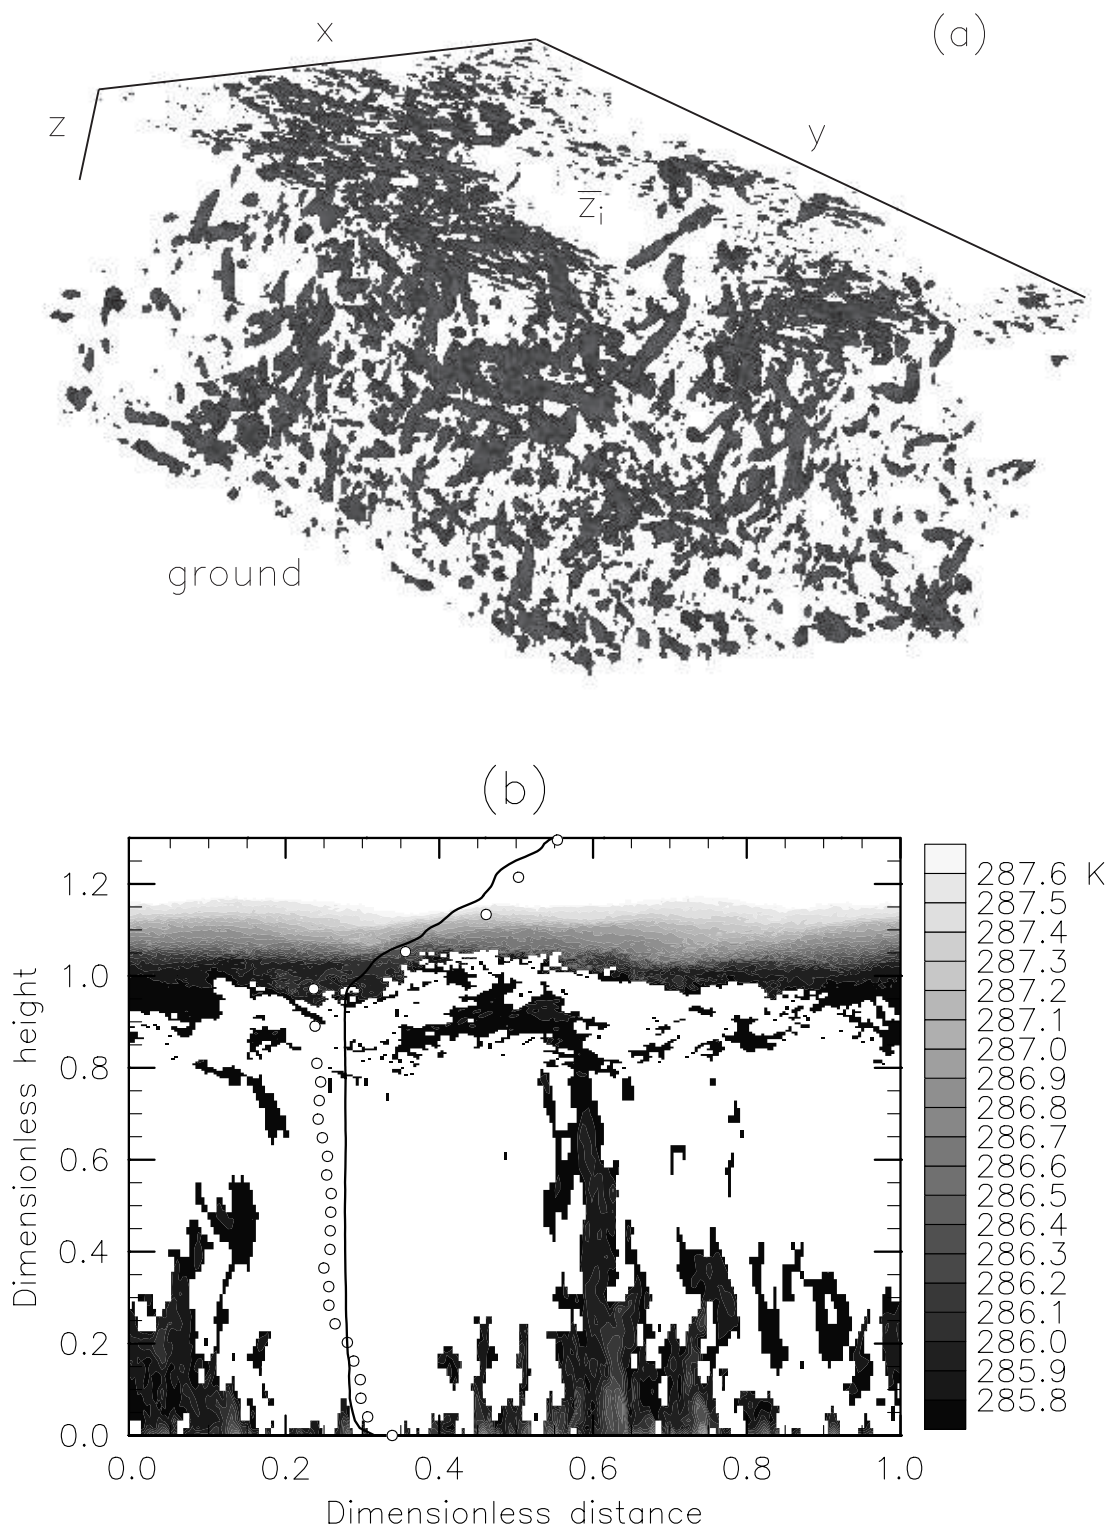 (a)
x
z
y
z̅i
ground
(b)
1.2
1.0
0.8
0.6
0.4
0.2
0.0
Dimensionless height
0.0 0.2 0.4 0.6 0.8 1.0
Dimensionless distance
287.6 K
287.5
287.4
287.3
287.2
287.1
287.0
286.9
286.8
286.7
286.6
286.5
286.4
286.3
286.2
286.1
286.0
285.9
285.8